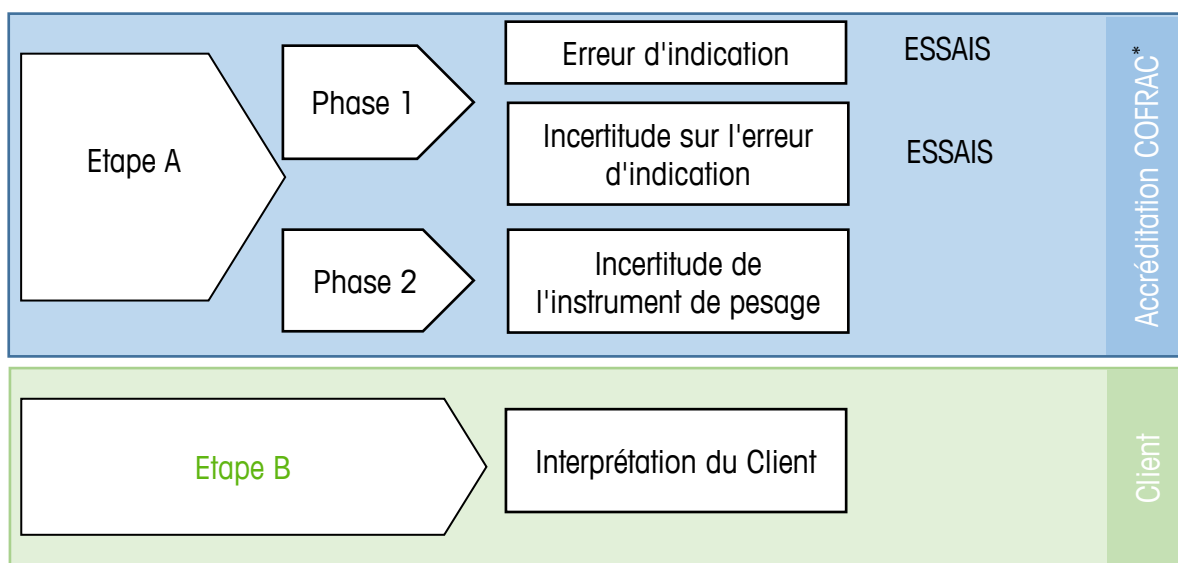 Etape A
Phase 1
Erreur d'indication
ESSAIS
Incertitude sur l'erreur
d'indication
ESSAIS
Phase 2
Incertitude de
l'instrument de pesage
Accréditation COFRAC*
Etape B
Interprétation du Client
Client